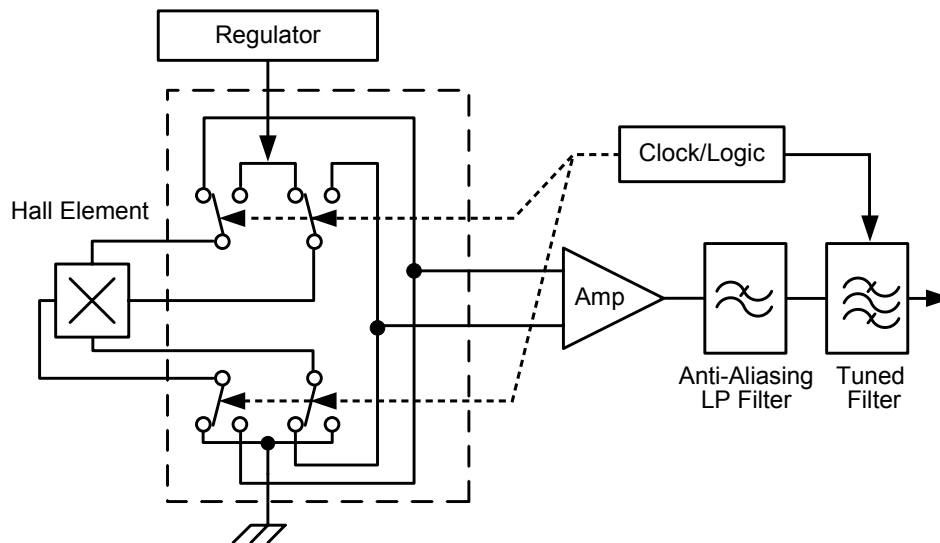 Regulator
Clock/Logic
Hall Element
Amp
Anti-Aliasing
LP Filter
Tuned
Filter